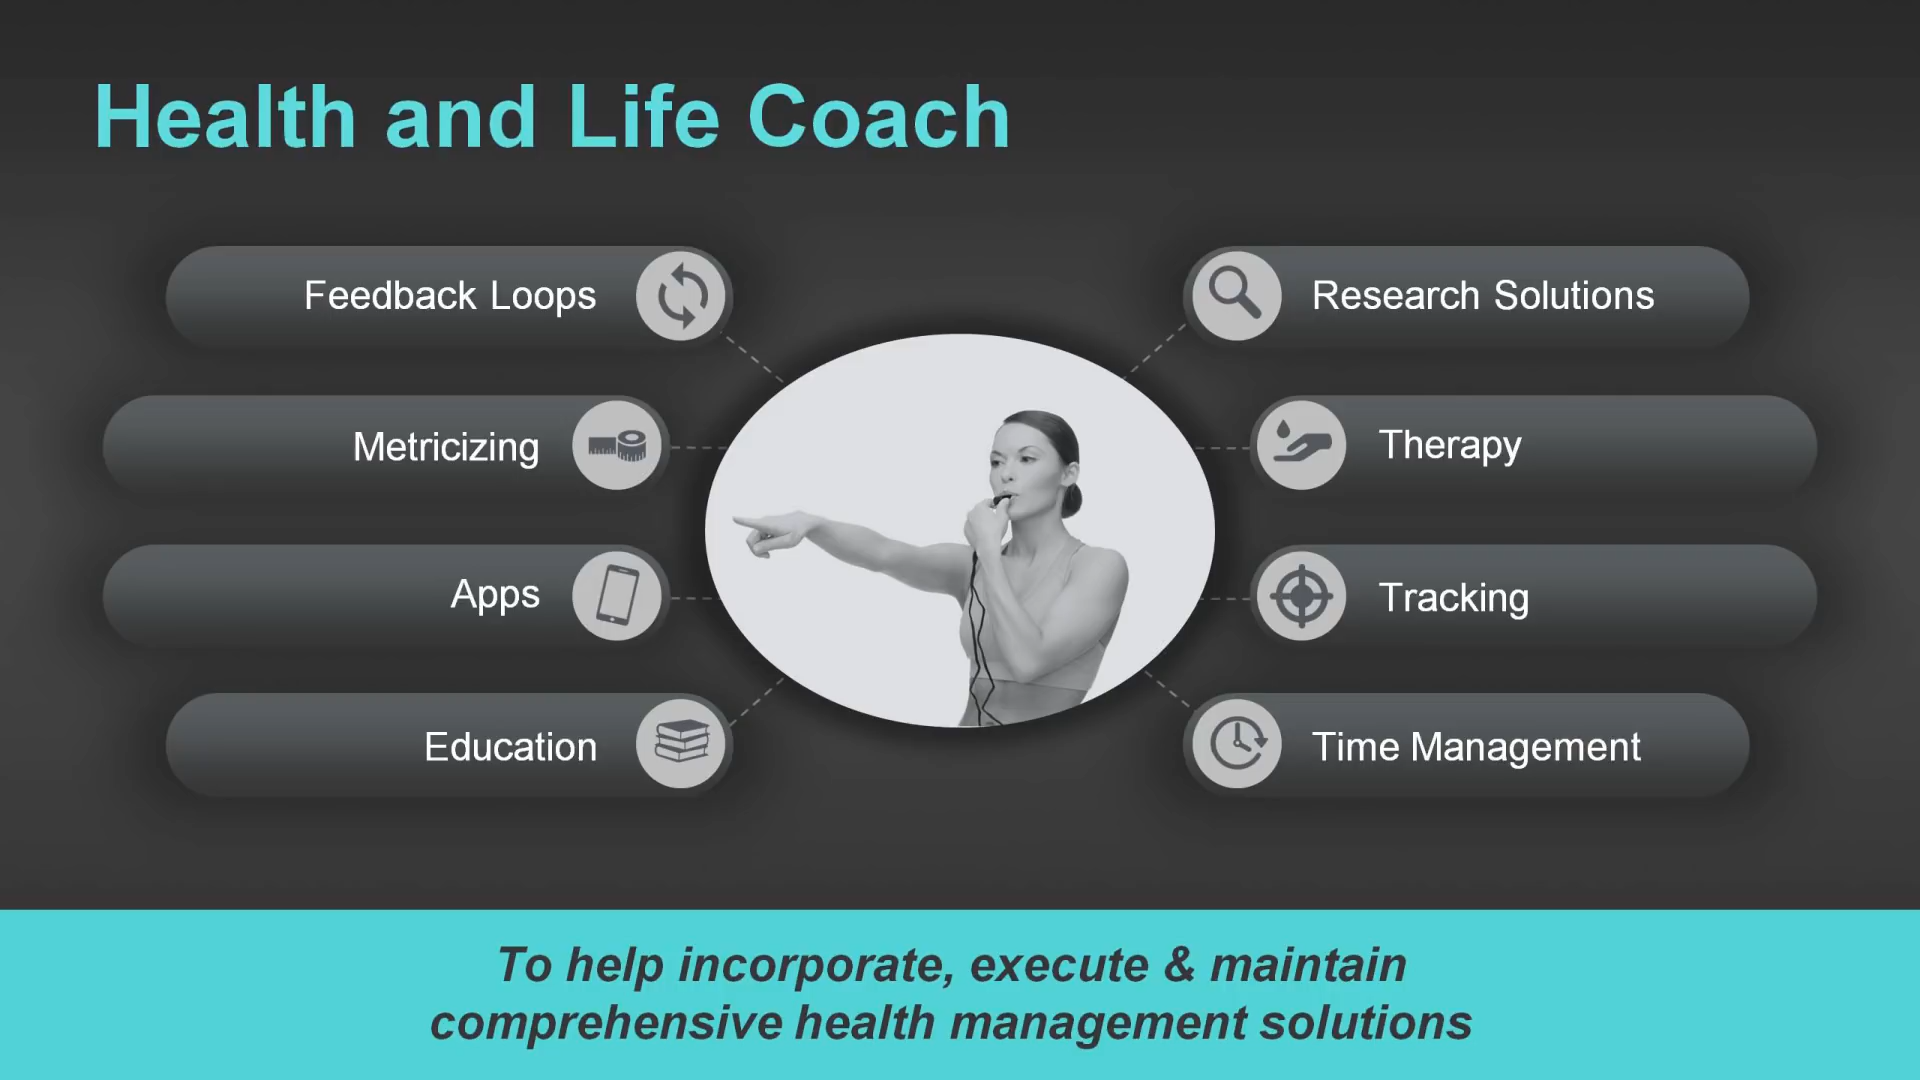 Health and Life Coach
Feedback Loops
Research Solutions
Metricizing
Therapy
Apps
Tracking
Education
Time Management
To help incorporate, execute & maintain
comprehensive health management solutions